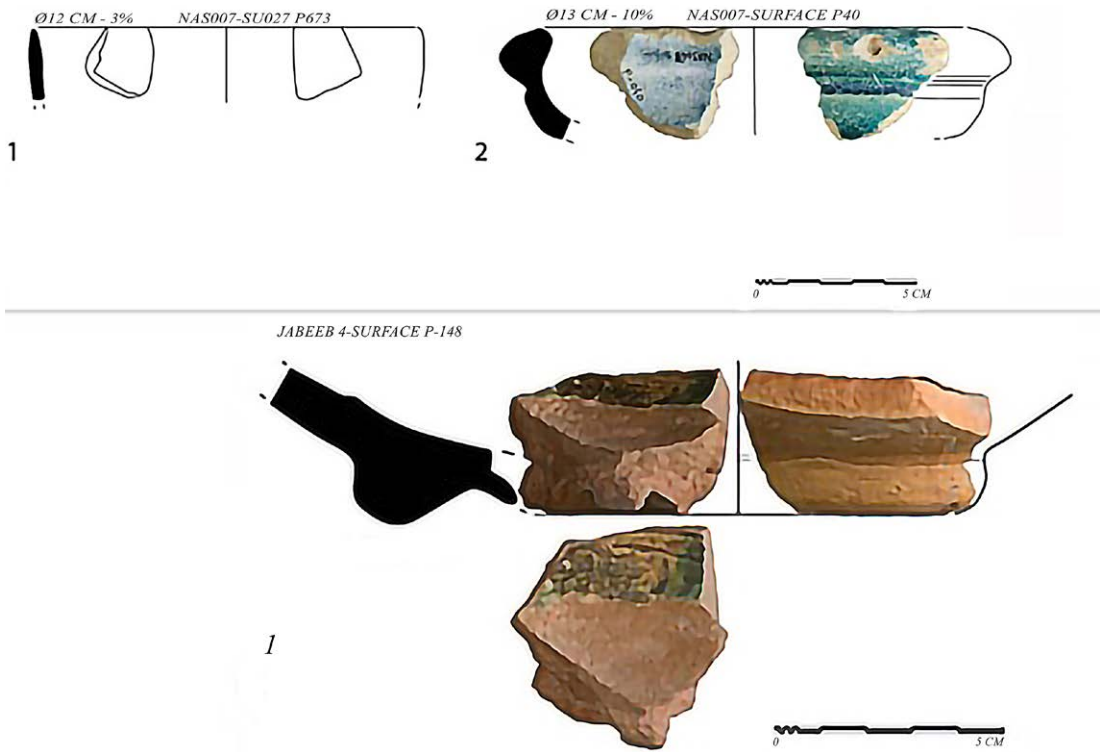 Ø12 CM - 3% NAS007-SU027 P673
Ø13 CM - 10% NAS007-SURFACE P40
1
2
0 5 CM
JABEEB 4-SURFACE P-148
1
0 5 CM